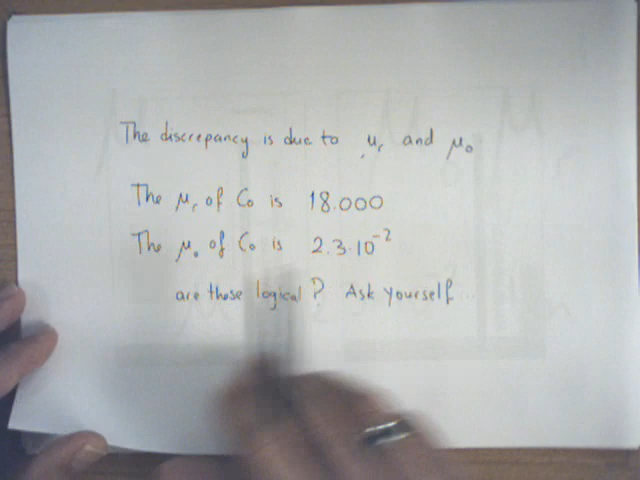 The discrepancy is due to μr and μo
The μr of Co is 18.000
The μo of Co is 2.3·10⁻²
are those logical? Ask yourself...